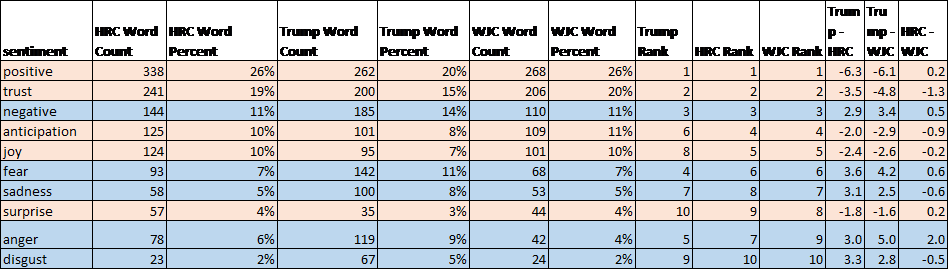 sentiment HRC Word Count HRC Word Percent Trump Word Count Trump Word Percent WJC Word Count WJC Word Percent Trump Rank HRC Rank WJC Rank Trum p - HRC Tru mp - WJC HRC - WJC
positive 338 26% 262 20% 268 26% 1 1 1 -6.3 -6.1 0.2
trust 241 19% 200 15% 206 20% 2 2 2 -3.5 -4.8 -1.3
negative 144 11% 185 14% 110 11% 3 3 3 2.9 3.4 0.5
anticipation 125 10% 101 8% 109 11% 6 4 4 -2.0 -2.9 -0.9
joy 124 10% 95 7% 101 10% 8 5 5 -2.4 -2.6 -0.2
fear 93 7% 142 11% 68 7% 4 6 6 3.6 4.2 0.6
sadness 58 5% 100 8% 53 5% 7 8 7 3.1 2.5 -0.6
surprise 57 4% 35 3% 44 4% 10 9 8 -1.8 -1.6 0.2
anger 78 6% 119 9% 42 4% 5 7 9 3.0 5.0 2.0
disgust 23 2% 67 5% 24 2% 9 10 10 3.3 2.8 -0.5